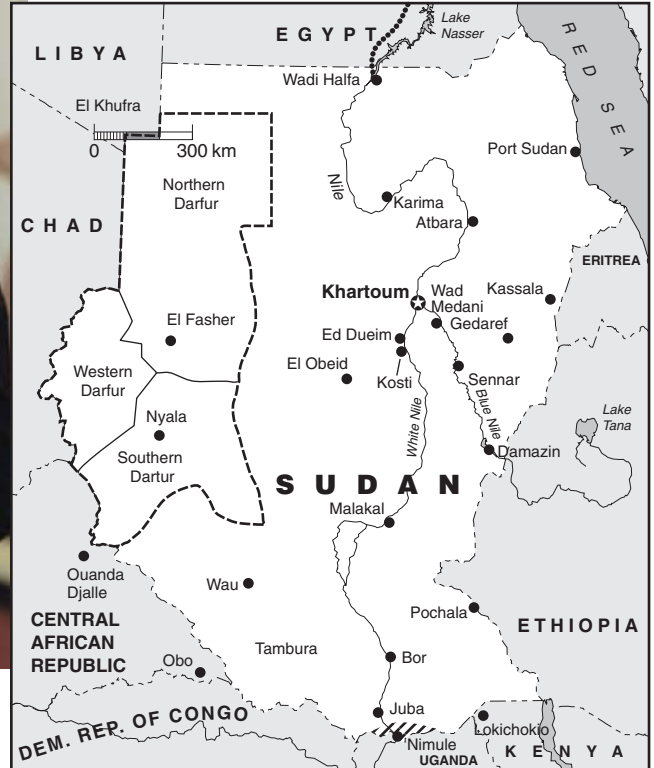 LIBYA
EGYPT
Lake
Nasser
RED SEA
Wadi Halfa
El Khufra
0 300 km
Port Sudan
Northern
Darfur
Nile
Karima
Atbara
CHAD
ERITREA
Khartoum
Wad
Medani
Kassala
Gedaref
El Fasher
Ed Dueim
El Obeid
Kosti
Sennar
Western
Darfur
White Nile
Blue Nile
Lake
Tana
Nyala
Southern
Dartur
Damazin
SUDAN
Malakal
Ouanda
Djalle
Wau
Pochala
CENTRAL
AFRICAN
REPUBLIC
ETHIOPIA
Tambura
Obo
Bor
Juba
Lokichokio
DEM. REP. OF CONGO
Nimule
UGANDA
KENYA